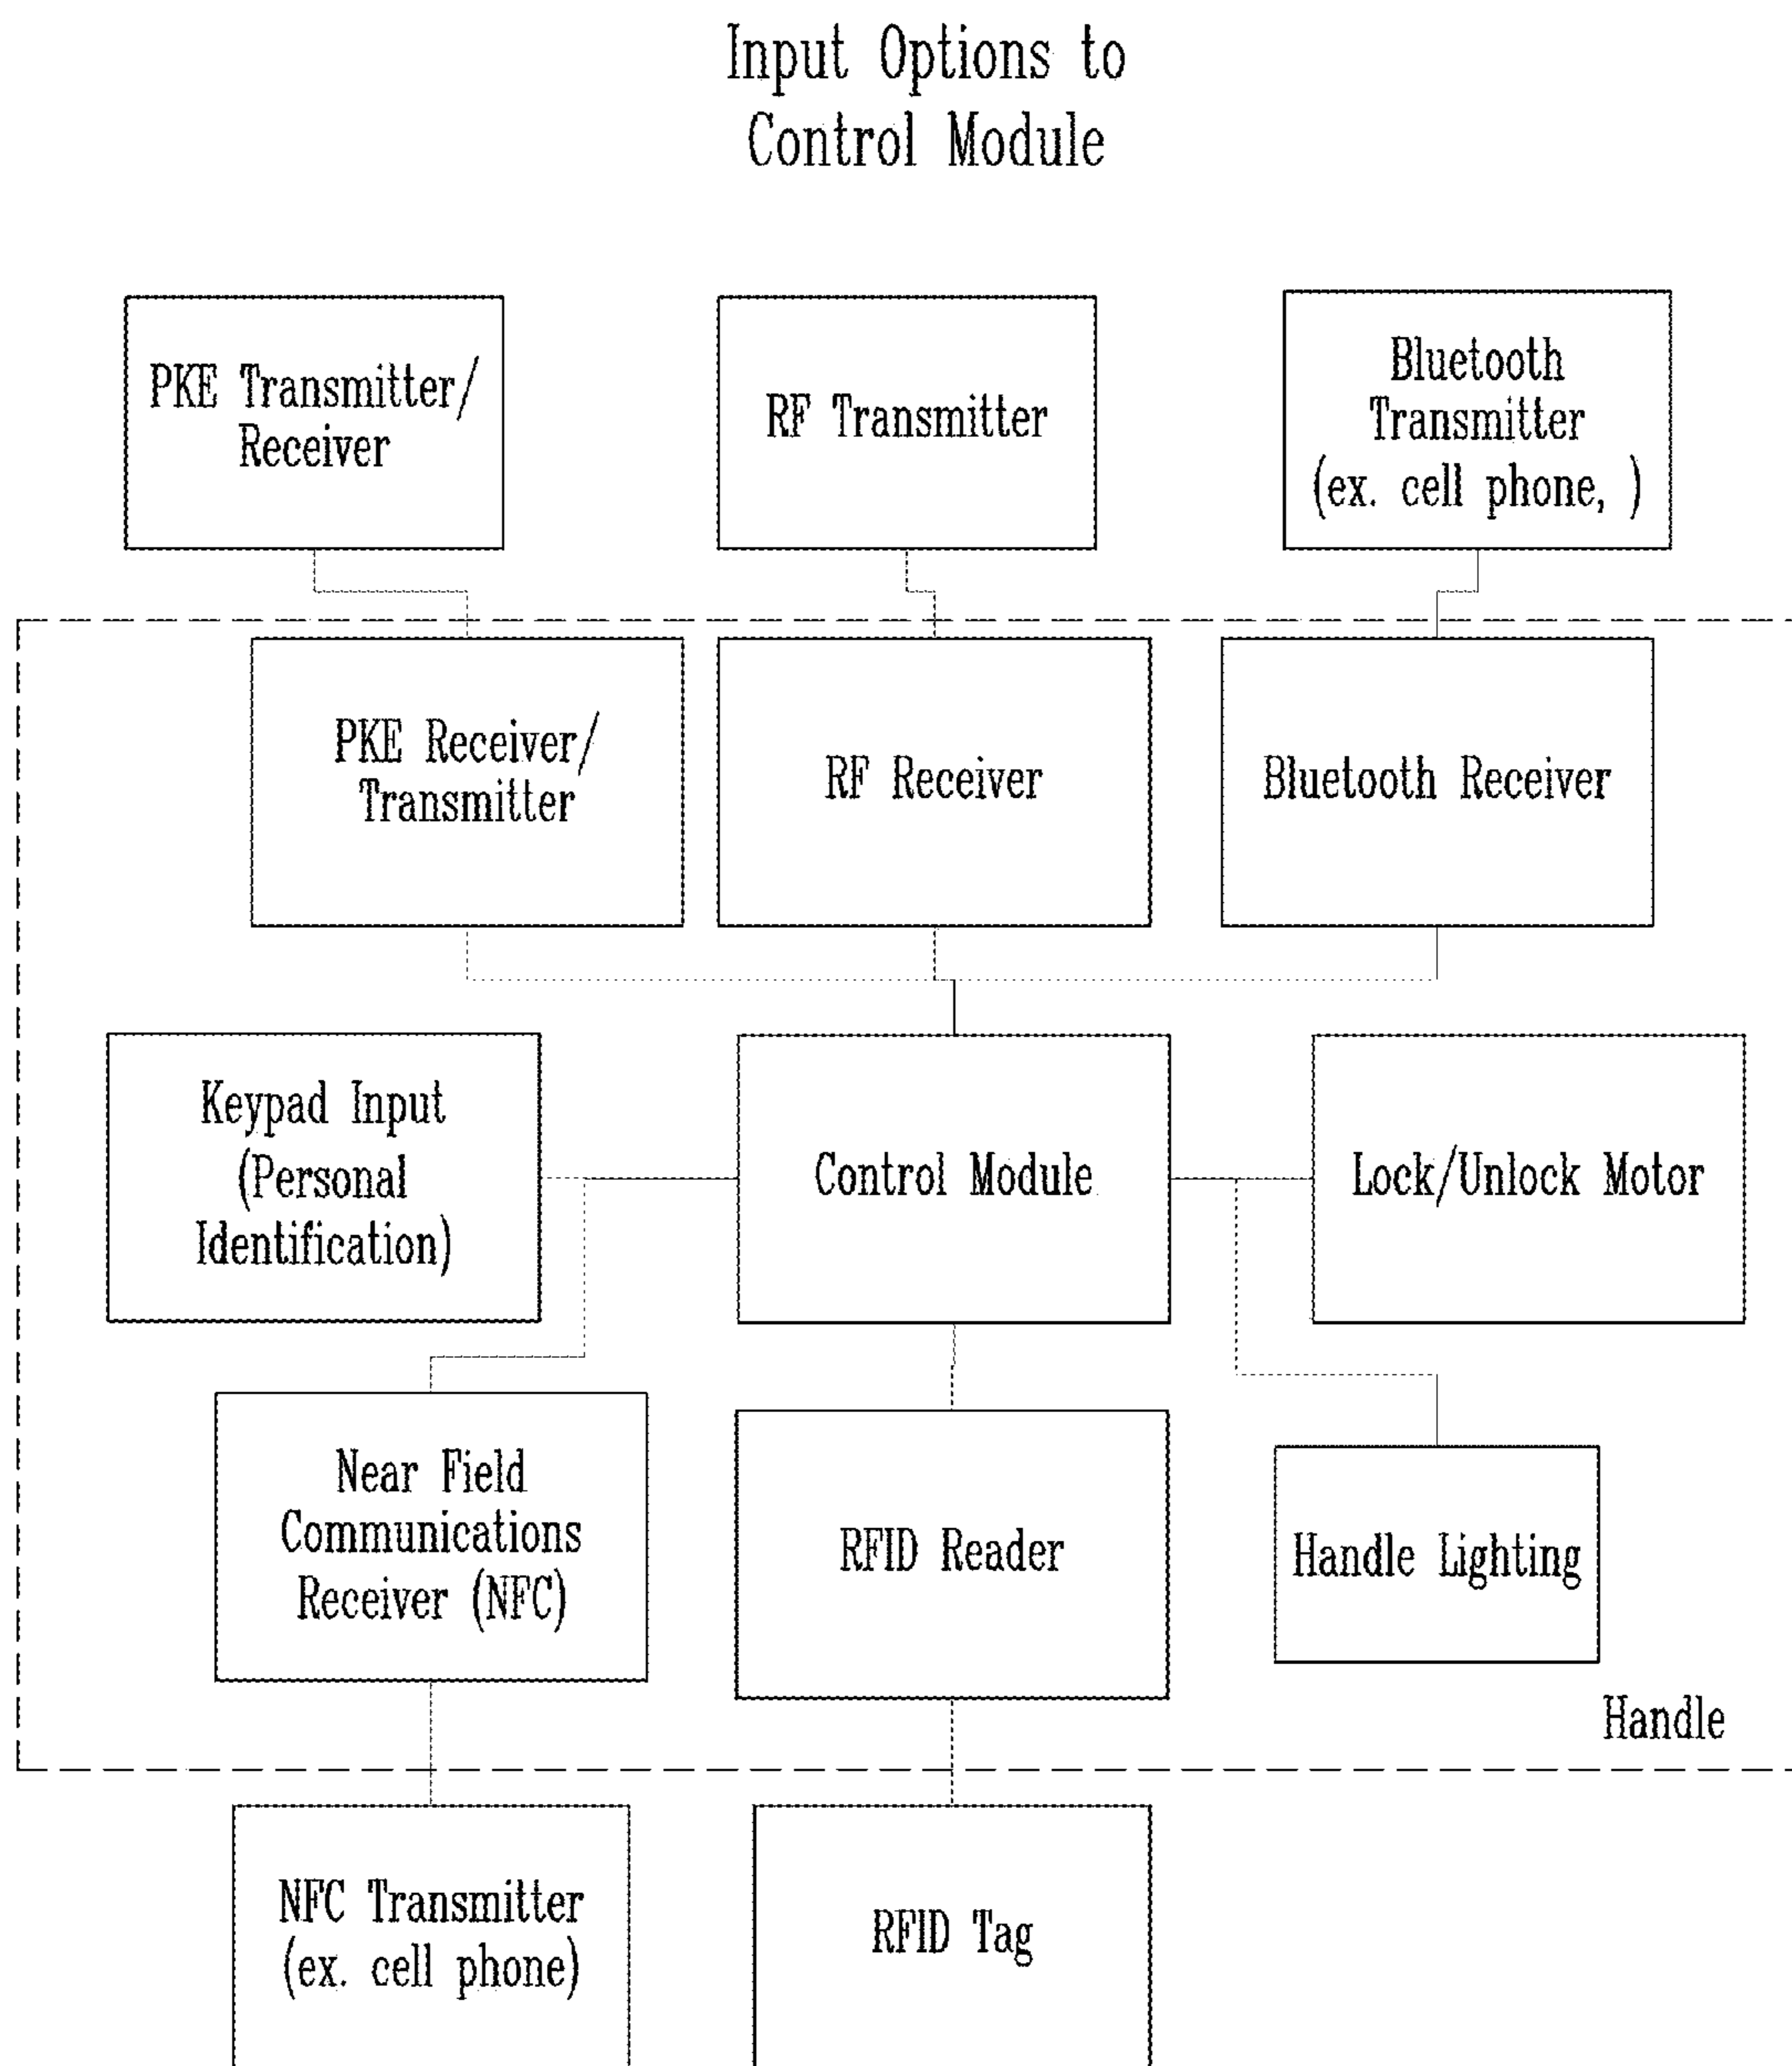 Input Options to
Control Module
PKE Transmitter/
Receiver
RF Transmitter
Bluetooth
Transmitter
(ex. cell phone, )
PKE Receiver/
Transmitter
RF Receiver
Bluetooth Receiver
Keypad Input
(Personal
Identification)
Control Module
Lock/Unlock Motor
Near Field
Communications
Receiver (NFC)
RFID Reader
Handle Lighting
Handle
NFC Transmitter
(ex. cell phone)
RFID Tag